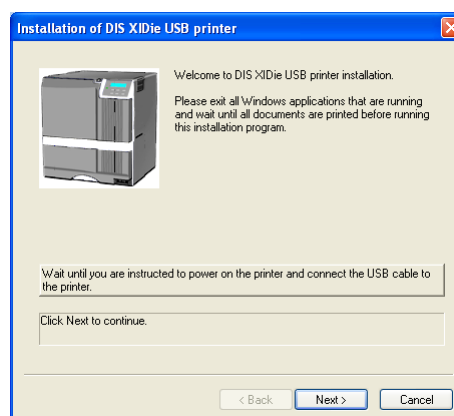 Installation of DIS XIDie USB printer
Welcome to DIS XIDie USB printer installation.
Please exit all Windows applications that are running
and wait until all documents are printed before running
this installation program.
Wait until you are instructed to power on the printer and connect the USB cable to
the printer.
Click Next to continue.
< Back
Next >
Cancel